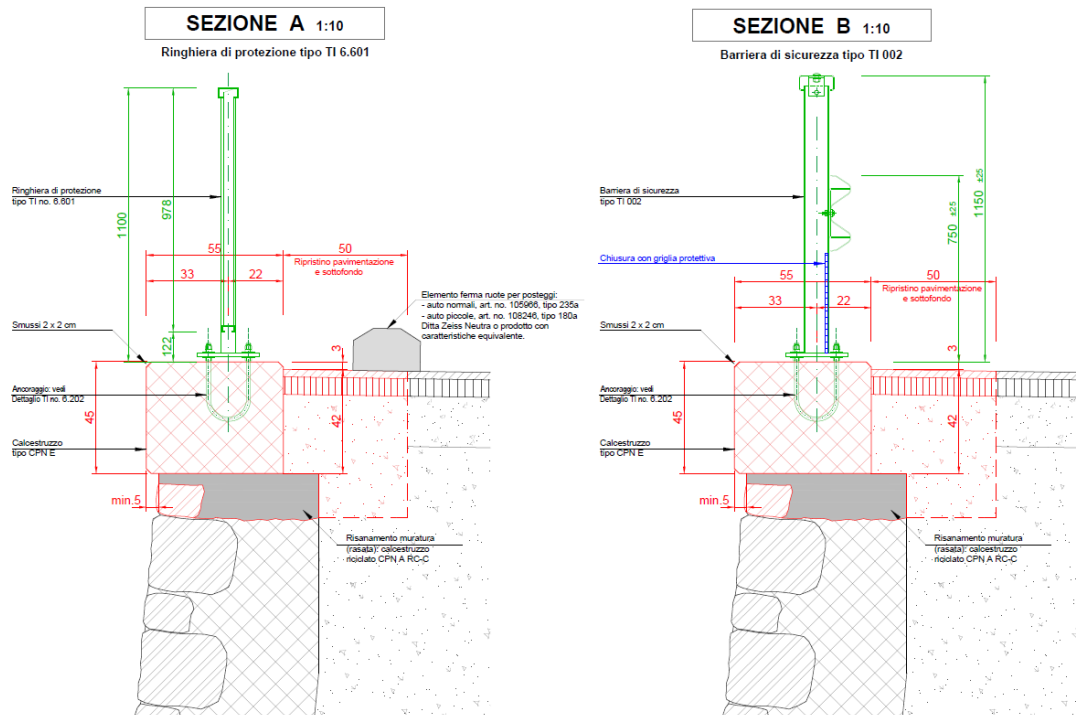 SEZIONE A 1:10
Ringhiera di protezione tipo TI 6.601
1100
978
122
Ringhiera di protezione
tipo TI no. 6.601
55
50
33
22
Ripristino pavimentazione
e sottofondo
Elemento ferma ruote per posteggi:
- auto normali, art. no. 105966, tipo 235a
- auto piccole, art. no. 108246, tipo 180a
Ditta Zeiss Neutra o prodotto con
caratteristiche equivalente.
Smussi 2 x 2 cm
3
Ancoraggio: vedi
Dettaglio TI no. 6.202
45
42
Calcestruzzo
tipo CPN E
min.5
Risanamento muratura
(rasata): calcestruzzo
riciclato CPN A RC-C
SEZIONE B 1:10
Barriera di sicurezza tipo TI 002
1150 ±25
750 ±25
Barriera di sicurezza
tipo TI 002
Chiusura con griglia protettiva
55
50
33
22
Ripristino pavimentazione
e sottofondo
Smussi 2 x 2 cm
3
Ancoraggio: vedi
Dettaglio TI no. 6.202
45
42
Calcestruzzo
tipo CPN E
min.5
Risanamento muratura
(rasata): calcestruzzo
riciclato CPN A RC-C